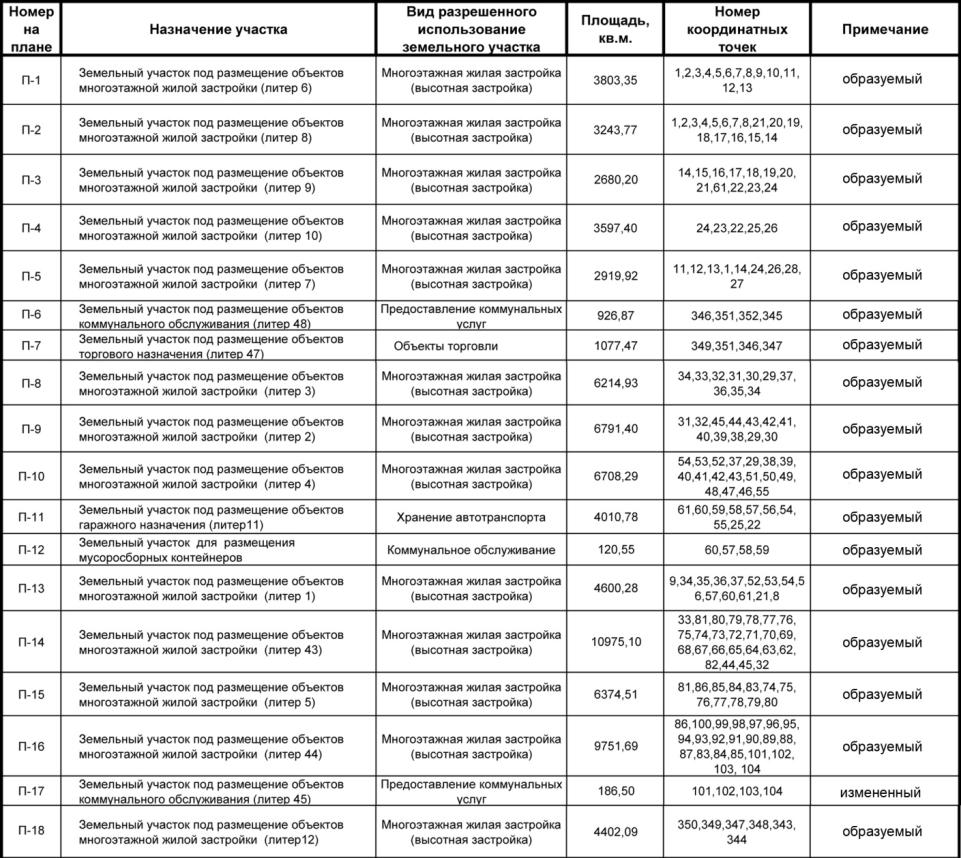 Номер на плане | Назначение участка | Вид разрешенного использование земельного участка | Площадь, кв.м. | Номер координатных точек | Примечание
П-1 | Земельный участок под размещение объектов многоэтажной жилой застройки (литер 6) | Многоэтажная жилая застройка (высотная застройка) | 3803,35 | 1,2,3,4,5,6,7,8,9,10,11, 12,13 | образуемый
П-2 | Земельный участок под размещение объектов многоэтажной жилой застройки (литер 8) | Многоэтажная жилая застройка (высотная застройка) | 3243,77 | 1,2,3,4,5,6,7,8,21,20,19, 18,17,16,15,14 | образуемый
П-3 | Земельный участок под размещение объектов многоэтажной жилой застройки (литер 9) | Многоэтажная жилая застройка (высотная застройка) | 2680,20 | 14,15,16,17,18,19,20, 21,61,22,23,24 | образуемый
П-4 | Земельный участок под размещение объектов многоэтажной жилой застройки (литер 10) | Многоэтажная жилая застройка (высотная застройка) | 3597,40 | 24,23,22,25,26 | образуемый
П-5 | Земельный участок под размещение объектов многоэтажной жилой застройки (литер 7) | Многоэтажная жилая застройка (высотная застройка) | 2919,92 | 11,12,13,1,14,24,26,28, 27 | образуемый
П-6 | Земельный участок под размещение объектов коммунального обслуживания (литер 48) | Предоставление коммунальных услуг | 926,87 | 346,351,352,345 | образуемый
П-7 | Земельный участок под размещение объектов торгового назначения (литер 47) | Объекты торговли | 1077,47 | 349,351,346,347 | образуемый
П-8 | Земельный участок под размещение объектов многоэтажной жилой застройки (литер 3) | Многоэтажная жилая застройка (высотная застройка) | 6214,93 | 34,33,32,31,30,29,37, 36,35,34 | образуемый
П-9 | Земельный участок под размещение объектов многоэтажной жилой застройки (литер 2) | Многоэтажная жилая застройка (высотная застройка) | 6791,40 | 31,32,45,44,43,42,41, 40,39,38,29,30 | образуемый
П-10 | Земельный участок под размещение объектов многоэтажной жилой застройки (литер 4) | Многоэтажная жилая застройка (высотная застройка) | 6708,29 | 54,53,52,37,29,38,39, 40,41,42,43,51,50,49, 48,47,46,55 | образуемый
П-11 | Земельный участок под размещение объектов гаражного назначения (литер11) | Хранение автотранспорта | 4010,78 | 61,60,59,58,57,56,54, 55,25,22 | образуемый
П-12 | Земельный участок для размещения мусоросборных контейнеров | Коммунальное обслуживание | 120,55 | 60,57,58,59 | образуемый
П-13 | Земельный участок под размещение объектов многоэтажной жилой застройки (литер 1) | Многоэтажная жилая застройка (высотная застройка) | 4600,28 | 9,34,35,36,37,52,53,54,5 6,57,60,61,21,8 | образуемый
П-14 | Земельный участок под размещение объектов многоэтажной жилой застройки (литер 43) | Многоэтажная жилая застройка (высотная застройка) | 10975,10 | 33,81,80,79,78,77,76, 75,74,73,72,71,70,69, 68,67,66,65,64,63,62, 82,44,45,32 | образуемый
П-15 | Земельный участок под размещение объектов многоэтажной жилой застройки (литер 5) | Многоэтажная жилая застройка (высотная застройка) | 6374,51 | 81,86,85,84,83,74,75, 76,77,78,79,80 | образуемый
П-16 | Земельный участок под размещение объектов многоэтажной жилой застройки (литер 44) | Многоэтажная жилая застройка (высотная застройка) | 9751,69 | 86,100,99,98,97,96,95, 94,93,92,91,90,89,88, 87,83,84,85,101,102, 103, 104 | образуемый
П-17 | Земельный участок под размещение объектов коммунального обслуживания (литер 45) | Предоставление коммунальных услуг | 186,50 | 101,102,103,104 | измененный
П-18 | Земельный участок под размещение объектов многоэтажной жилой застройки (литер12) | Многоэтажная жилая застройка (высотная застройка) | 4402,09 | 350,349,347,348,343, 344 | образуемый